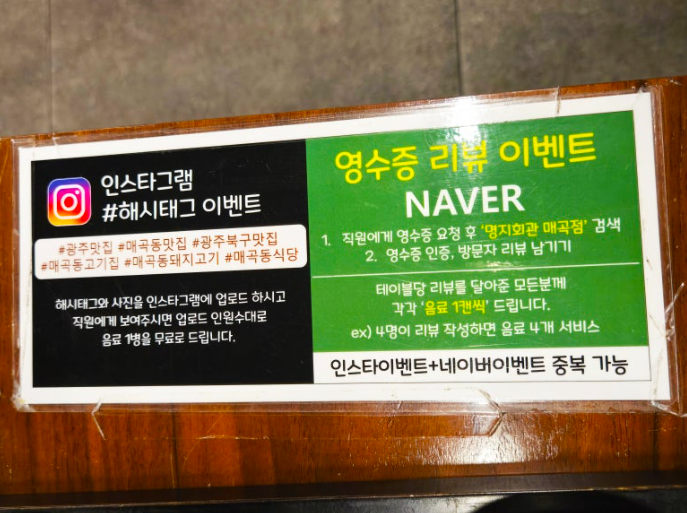 인스타그램
#해시태그 이벤트
#광주맛집 #매곡동맛집 #광주북구맛집
#매곡동고기집 #매곡동돼지고기 #매곡동식당
해시태그와 사진을 인스타그램에 업로드 하시고
직원에게 보여주시면 업로드 인원수대로
음료 1병을 무료로 드립니다.
영수증 리뷰 이벤트
NAVER
1. 직원에게 영수증 요청 후 '명지회관 매곡점' 검색
2. 영수증 인증, 방문자 리뷰 남기기
테이블당 리뷰를 달아준 모든분께
각각 '음료 1캔씩' 드립니다.
ex) 4명이 리뷰 작성하면 음료 4개 서비스
인스타이벤트+네이버이벤트 중복 가능